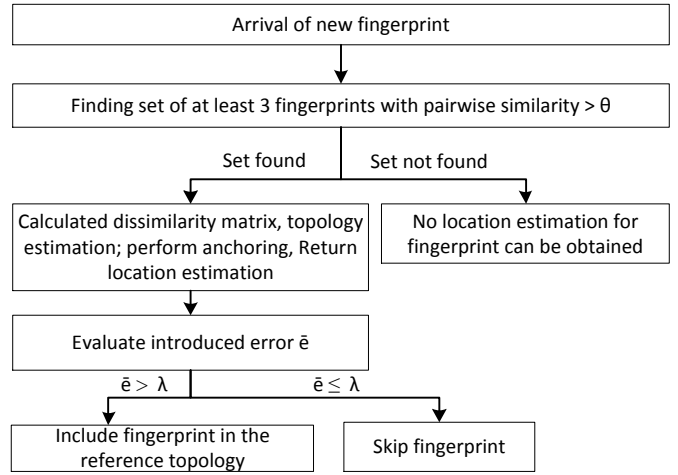 Arrival of new fingerprint
Finding set of at least 3 fingerprints with pairwise similarity > θ
Set found
Set not found
Calculated dissimilarity matrix, topology
estimation; perform anchoring, Return
location estimation
No location estimation for
fingerprint can be obtained
Evaluate introduced error ē
ē > λ
ē ≤ λ
Include fingerprint in the
reference topology
Skip fingerprint